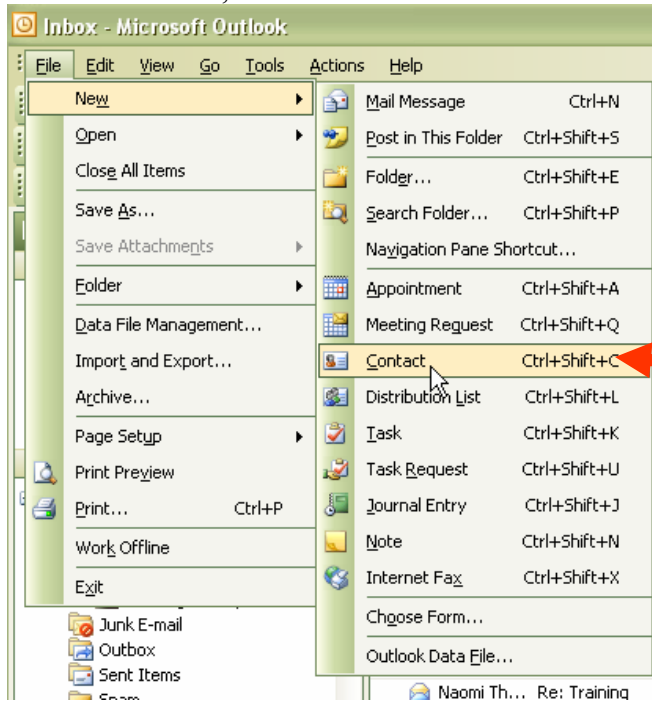 Inbox - Microsoft Outlook
File Edit View Go Tools Actions Help
New
Open
Close All Items
Save As...
Save Attachments
Folder
Data File Management...
Import and Export...
Archive...
Page Setup
Print Preview
Print... Ctrl+P
Work Offline
Exit
Mail Message Ctrl+N
Post in This Folder Ctrl+Shift+S
Folder... Ctrl+Shift+E
Search Folder... Ctrl+Shift+P
Navigation Pane Shortcut...
Appointment Ctrl+Shift+A
Meeting Request Ctrl+Shift+Q
Contact Ctrl+Shift+C
Distribution List Ctrl+Shift+L
Task Ctrl+Shift+K
Task Request Ctrl+Shift+U
Journal Entry Ctrl+Shift+J
Note Ctrl+Shift+N
Internet Fax Ctrl+Shift+X
Choose Form...
Outlook Data File...
Junk E-mail
Outbox
Sent Items
Naomi Th... Re: Training